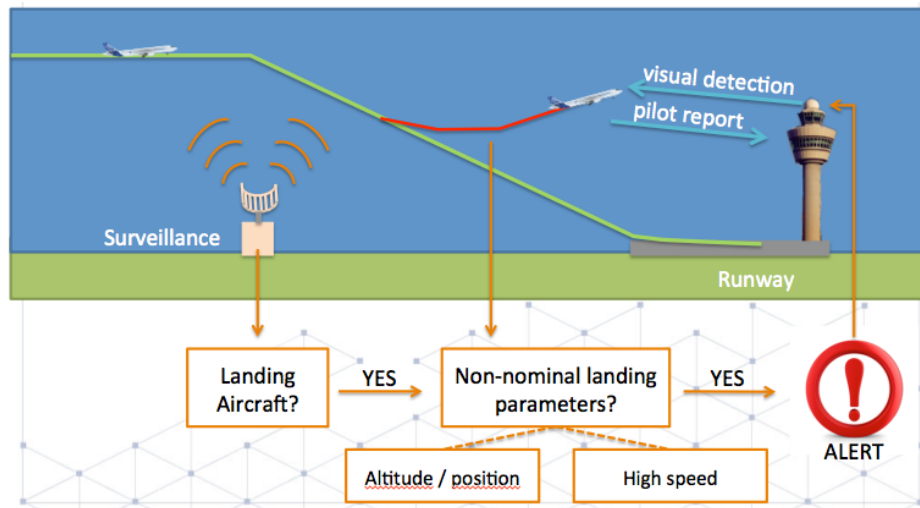 visual detection
pilot report
Surveillance
Runway
Landing
Aircraft?
YES
Non-nominal landing
parameters?
YES
ALERT
Altitude / position
High speed